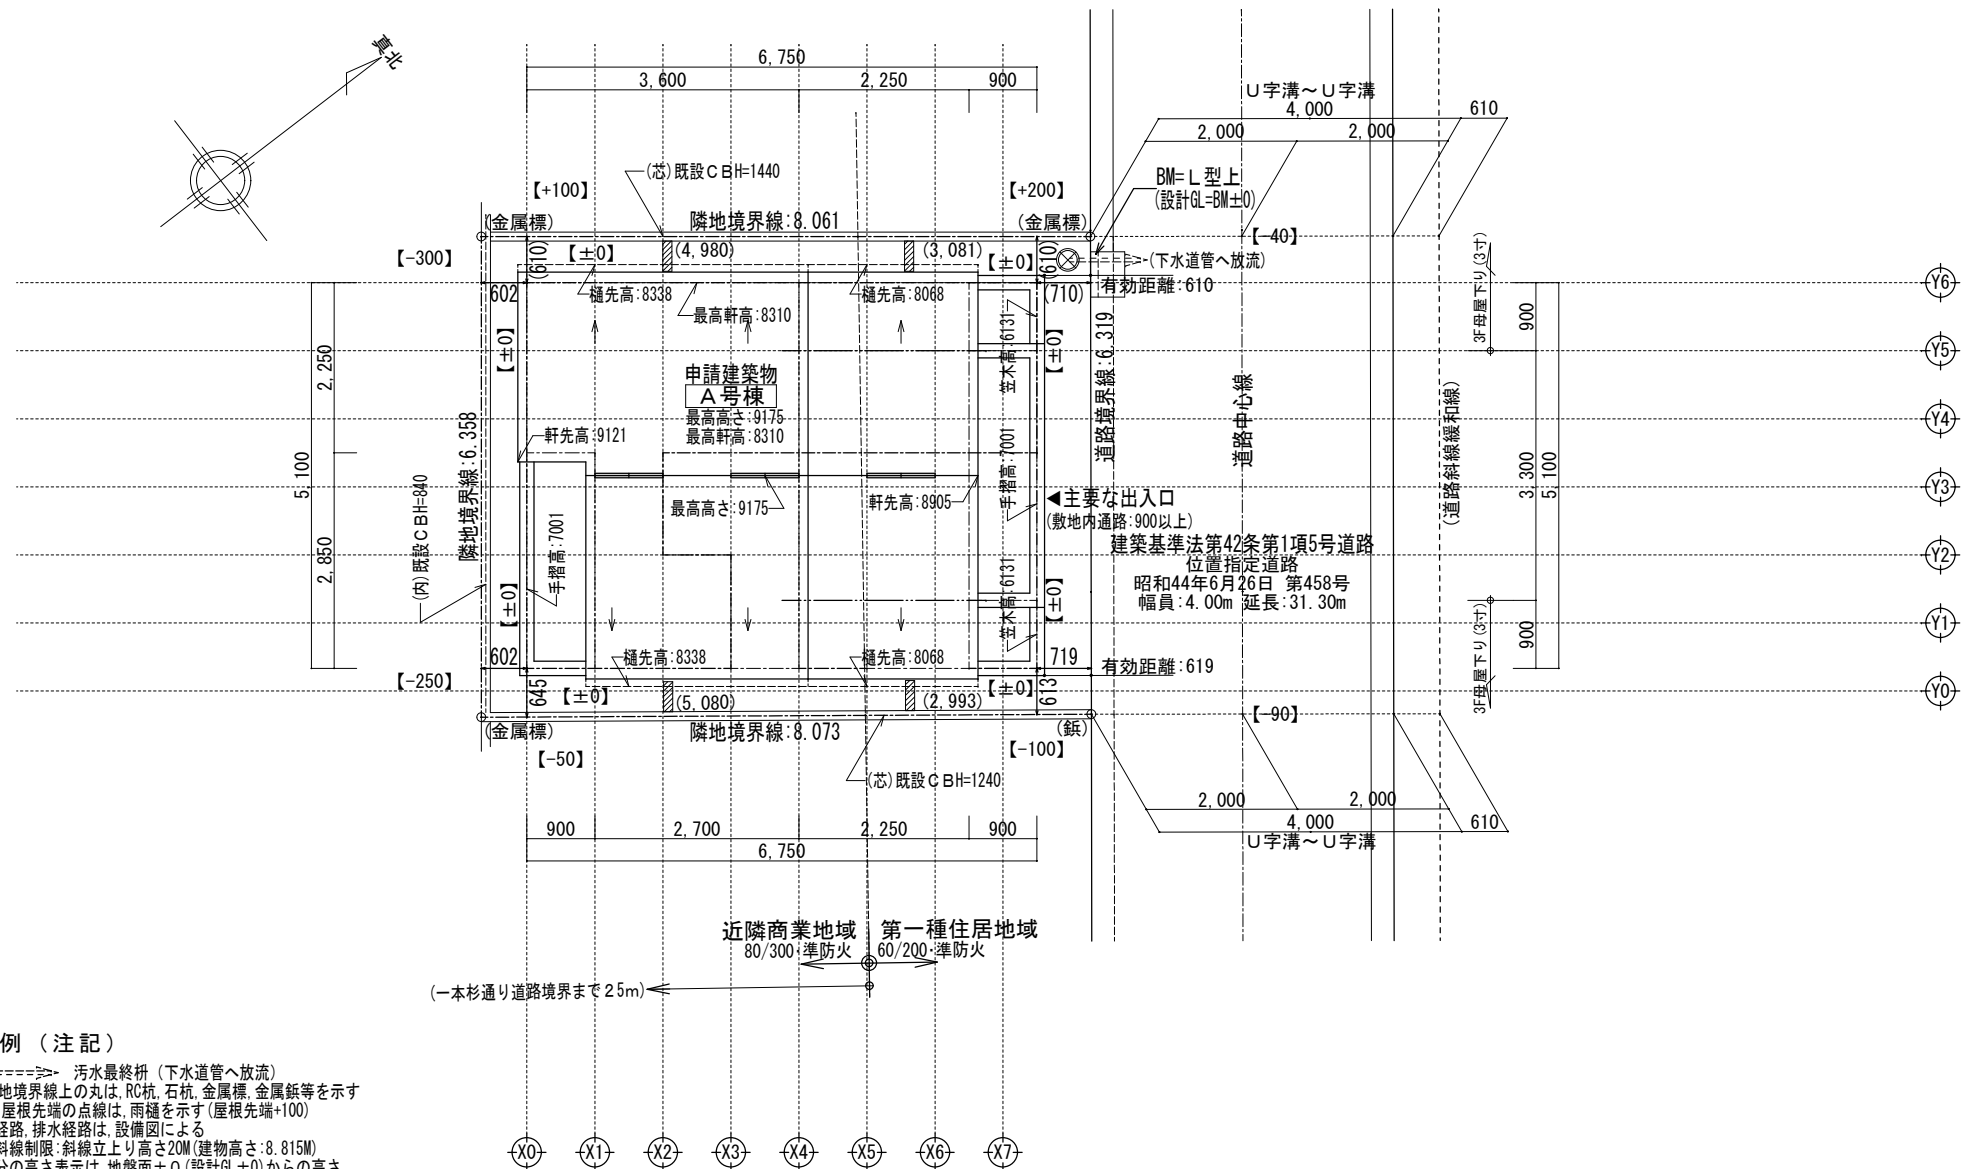 真北
6,750
3,600
2,250
900
U字溝～U字溝
4,000
610
2,000
2,000
(芯)既設CBH=1440
【+100】
【+200】
BM=L型上
(設計GL=BM±0)
(金属標)
隣地境界線:8.061
(金属標)
【-40】
【-300】
(610)
【±0】
(4,980)
(3,081)
【±0】
(610)
(下水道管へ放流)
602
樋先高:8338
樋先高:8068
(710)
有効距離:610
最高軒高:8310
【±0】
笠木高:6131
【±0】
道路境界線:6.319
3F母屋下り(3寸)
900
Y6
Y5
2,250
申請建築物
A号棟
最高高さ:9175
最高軒高:8310
道路中心線
(道路斜線緩和線)
Y4
軒先高:9121
隣地境界線:6.358
手摺高:7001
5,100
3,300
5,100
Y3
(内)既設CBH=840
最高高さ:9175
軒先高:8905
◀主要な出入口
(敷地内通路:900以上)
手摺高:7001
建築基準法第42条第1項5号道路
位置指定道路
昭和44年6月26日 第458号
幅員:4.00m 延長:31.30m
2,850
Y2
【±0】
笠木高:6131
【±0】
3F母屋下り(3寸)
900
Y1
602
樋先高:8338
樋先高:8068
719
有効距離:619
【-250】
645
【±0】
(5,080)
(2,993)
【±0】
613
Y0
(金属標)
隣地境界線:8.073
(鋲)
【-90】
【-50】
【-100】
(芯)既設CBH=1240
2,000
2,000
4,000
610
U字溝～U字溝
900
2,700
2,250
900
6,750
近隣商業地域
第一種住居地域
80/300・準防火
60/200・準防火
(一本杉通り道路境界まで25m)
例（注記）
汚水最終枡（下水道管へ放流）
地境界線上の丸は,RC杭,石杭,金属標,金属鋲等を示す
屋根先端の点線は,雨樋を示す(屋根先端+100)
経路,排水経路は,設備図による
斜線制限:斜線立上り高さ20M(建物高さ:8.815M)
分の高さ表示は,地盤面±0(設計GL±0)からの高さ
X0
X1
X2
X3
X4
X5
X6
X7